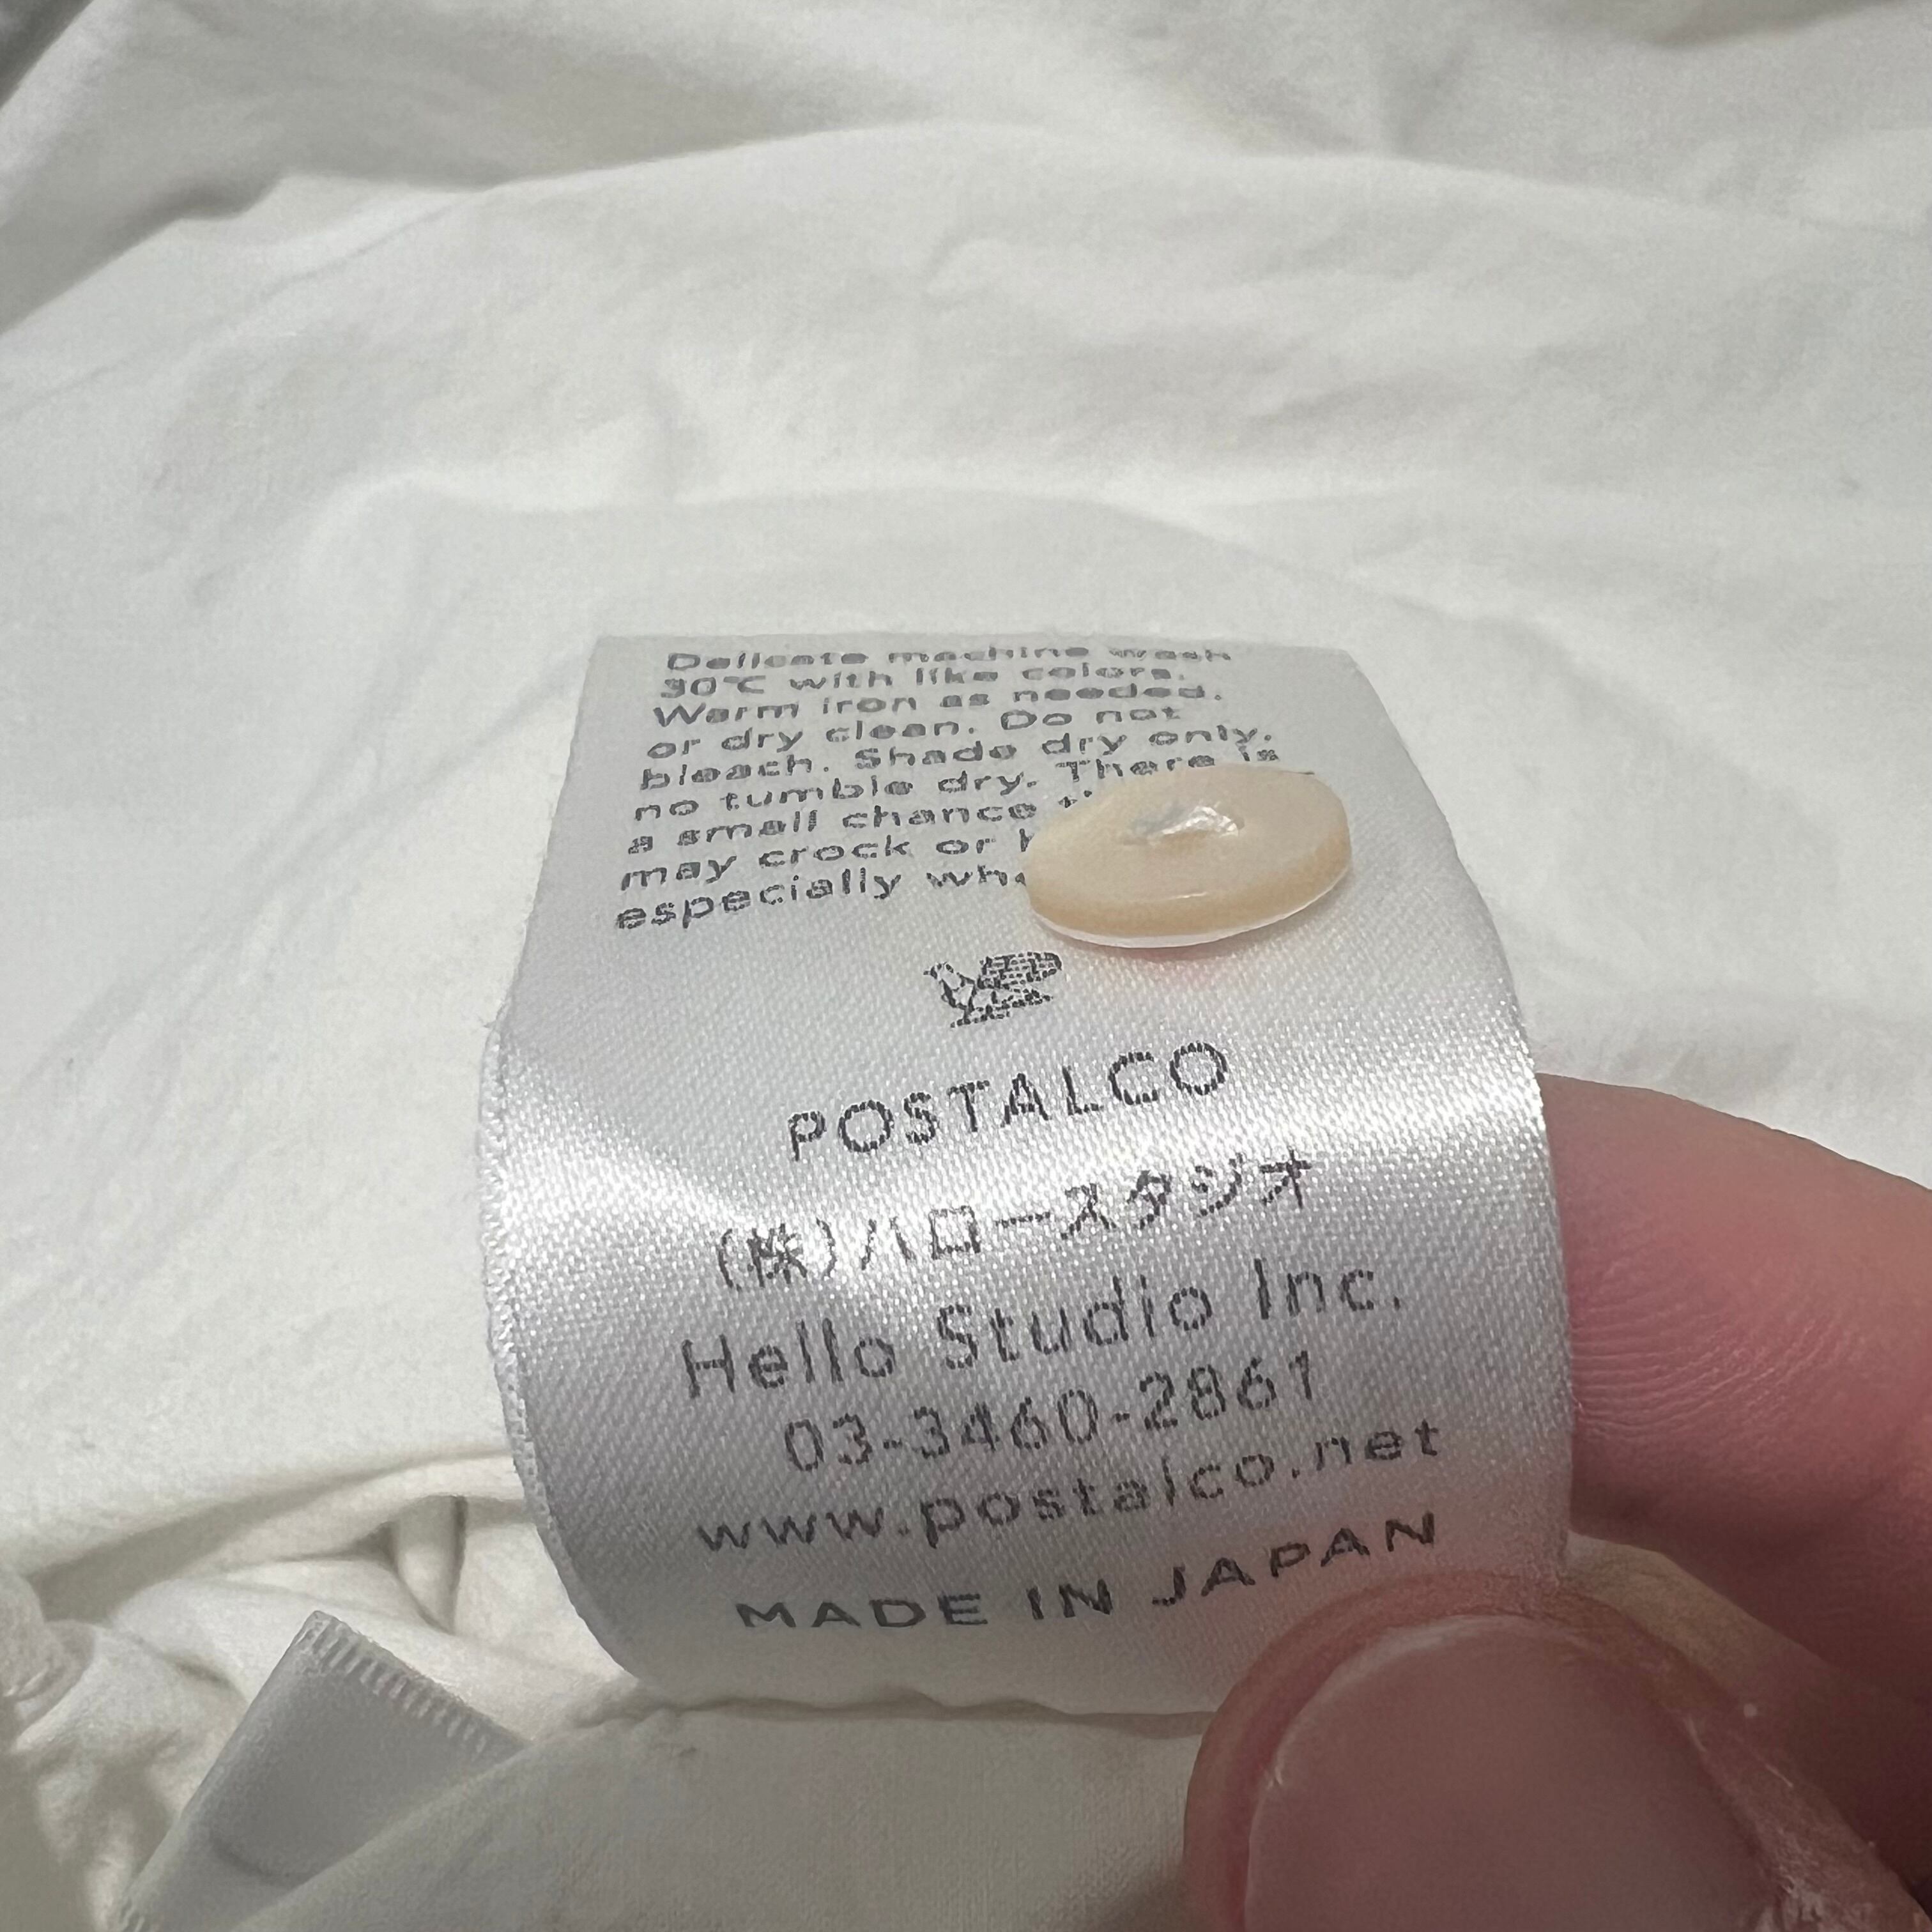 Delicate machine wash
30°C with like colors.
Warm iron as needed.
or dry clean. Do not
bleach. Shade dry only.
no tumble dry. There is
a small chance
may crock or
especially
POSTALCO
(株)ハロースタジオ
Hello Studio Inc.
03-3460-2861
www.postalco.net
MADE IN JAPAN